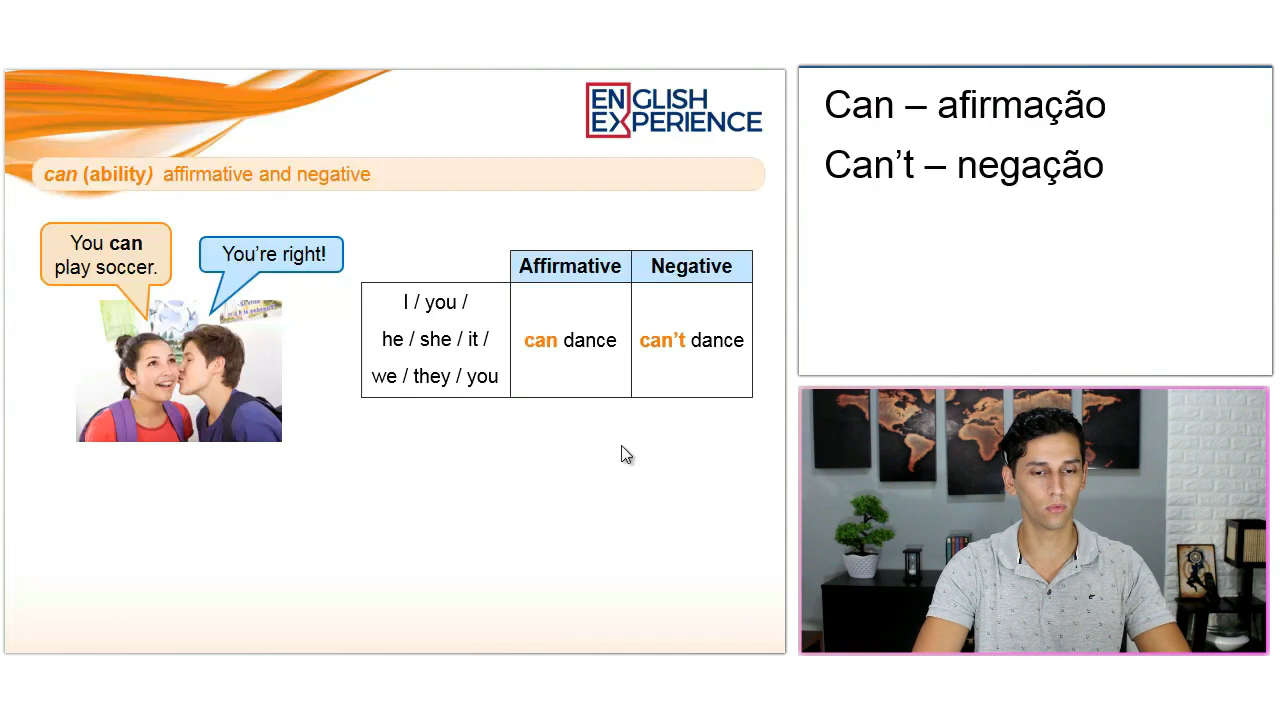 ENGLISH
EXPERIENCE
can (ability) affirmative and negative
You can
play soccer.
You're right!
Affirmative
Negative
I / you /
he / she / it /
we / they / you
can dance
can't dance
Can – afirmação
Can't – negação